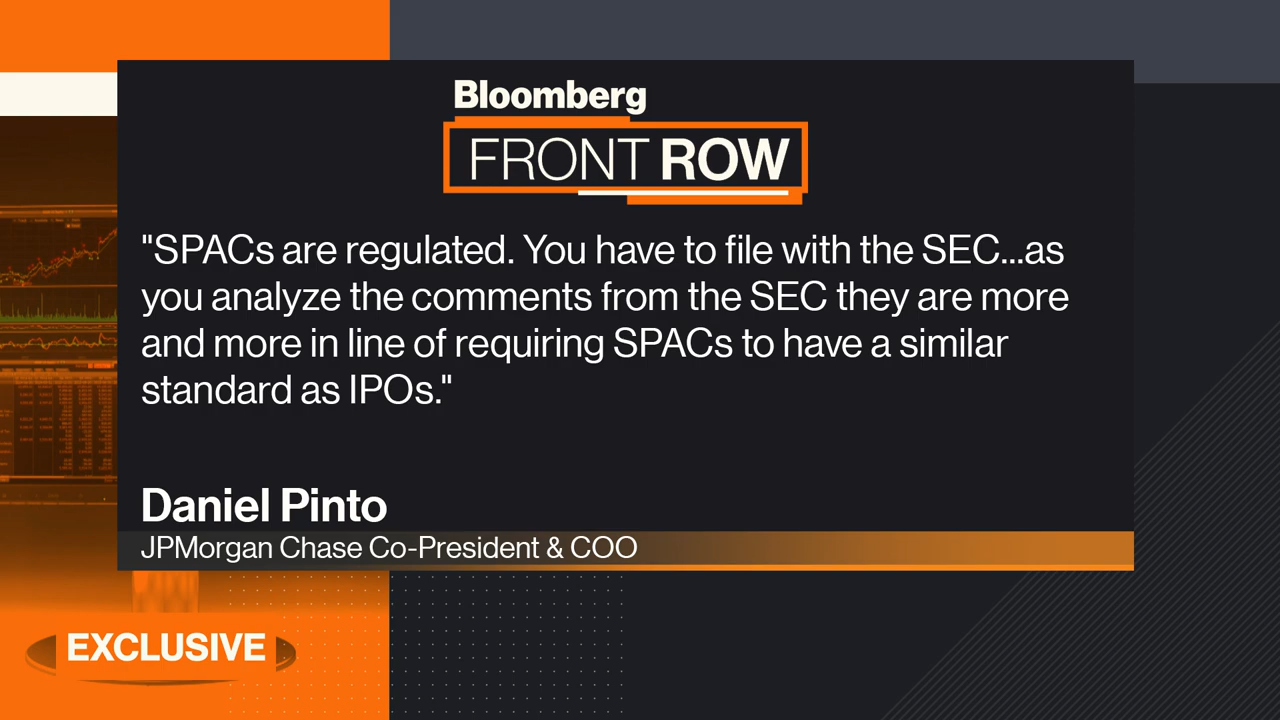 Bloomberg
FRONT ROW
"SPACs are regulated. You have to file with the SEC...as
you analyze the comments from the SEC they are more
and more in line of requiring SPACs to have a similar
standard as IPOs."
Daniel Pinto
JPMorgan Chase Co-President & COO
EXCLUSIVE